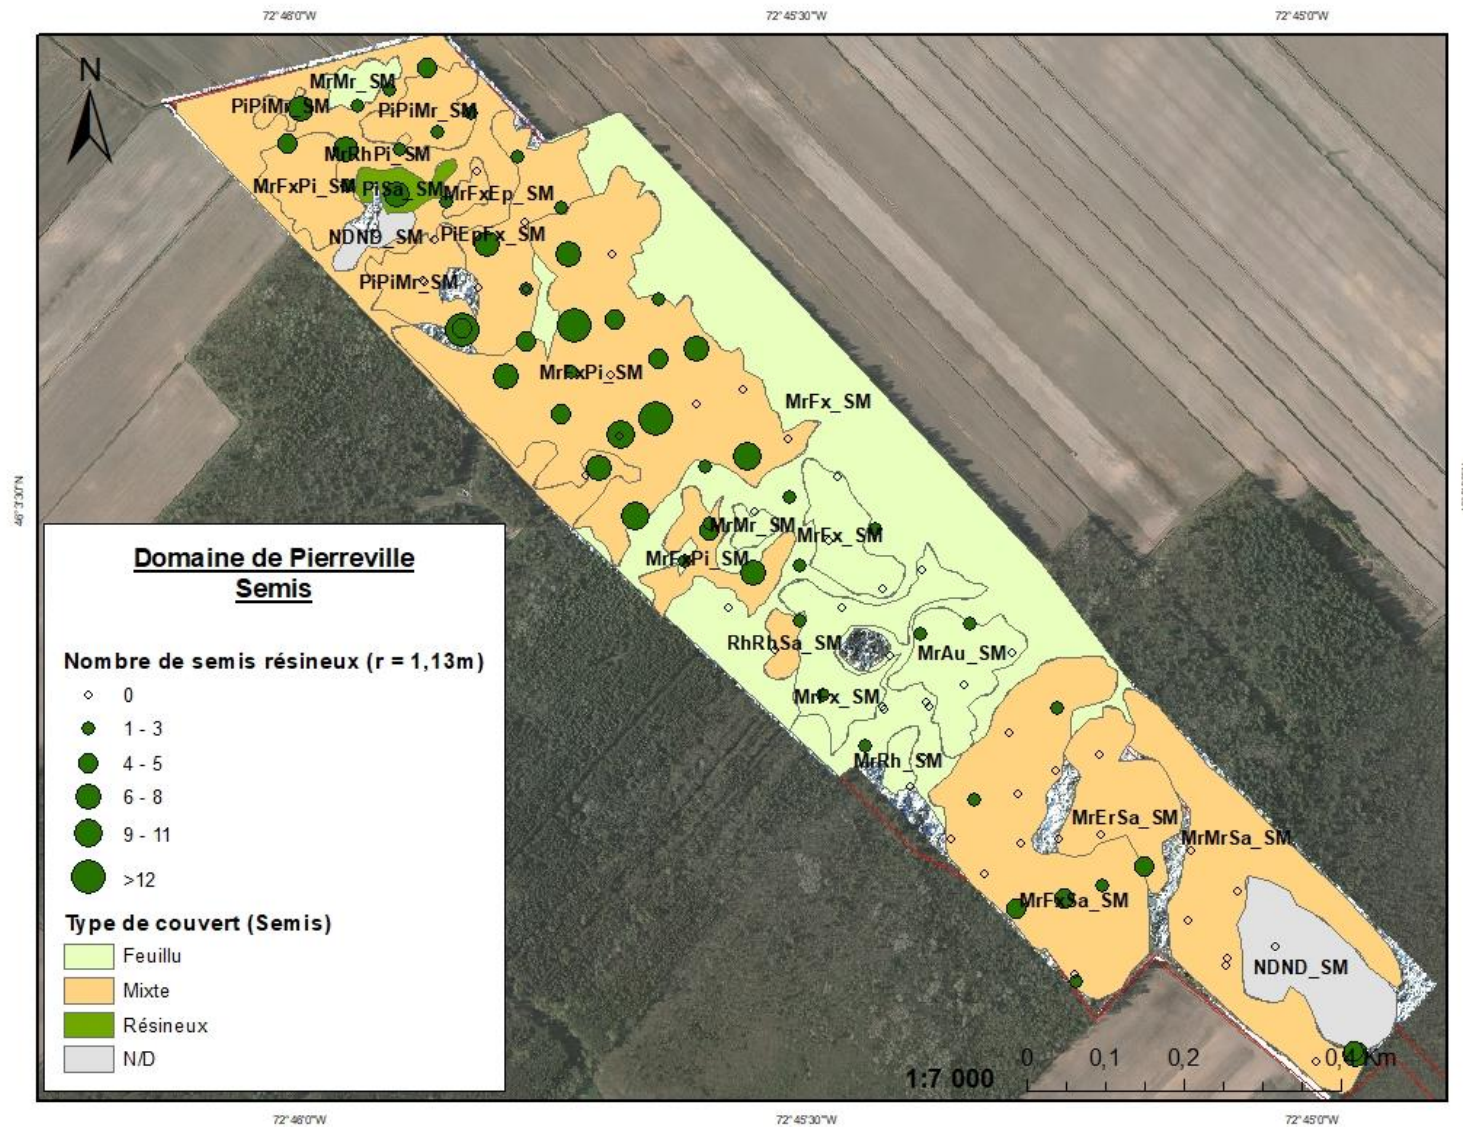 72°46'0"W
72°45'30"W
72°45'0"W
N
MrMr_SM
PiPiMr_SM
PiPiMr_SM
MrRhPi_SM
MrFxPi_SM
PiSa_SM
MrFxEp_SM
NDND_SM
PiEpFx_SM
PiPiMr_SM
MrFxPi_SM
MrFx_SM
46°3'30"N
MrMr_SM
MrFx_SM
MrFxPi_SM
RhRhSa_SM
MrAu_SM
MrFx_SM
MrRh_SM
MrErSa_SM
MrMrSa_SM
MrFxSa_SM
NDND_SM
Domaine de Pierreville
Semis
Nombre de semis résineux (r = 1,13m)
0
1 - 3
4 - 5
6 - 8
9 - 11
>12
Type de couvert (Semis)
Feuillu
Mixte
Résineux
N/D
0 0,1 0,2 0,4 Km
1:7 000
72°46'0"W
72°45'30"W
72°45'0"W